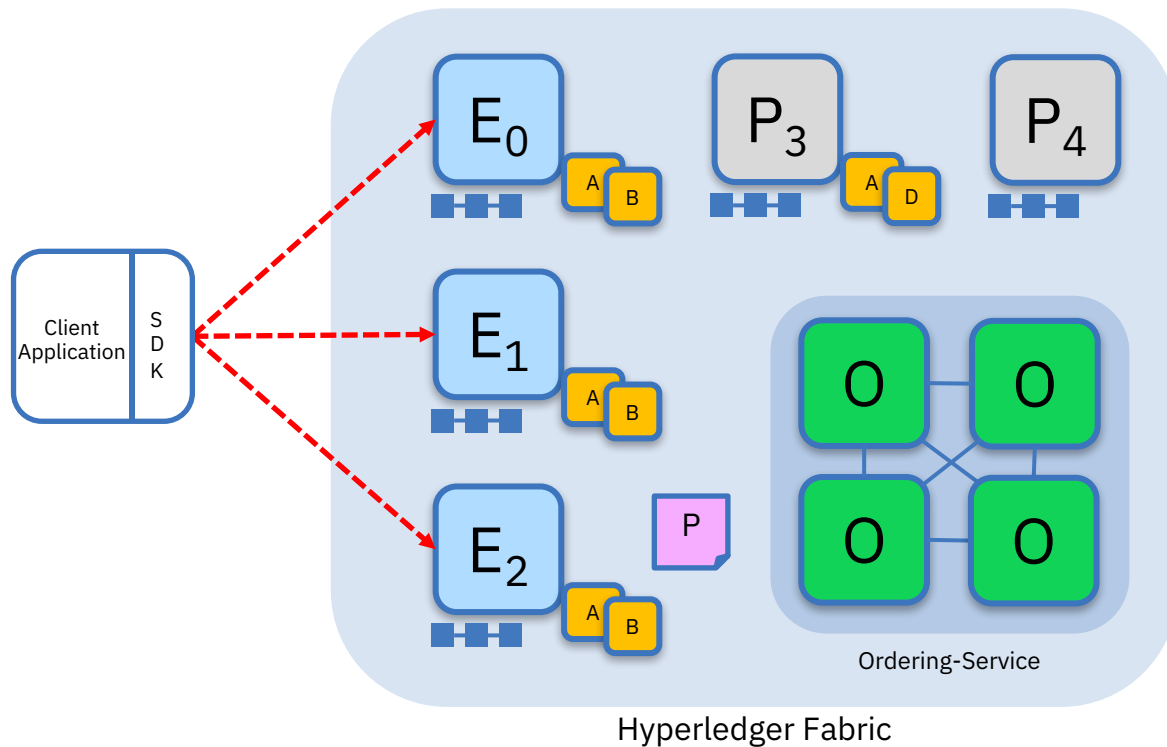 E0
P3
P4
A
B
A
D
Client
Application
S
D
K
E1
A
B
O
O
E2
P
O
O
A
B
Ordering-Service
Hyperledger Fabric